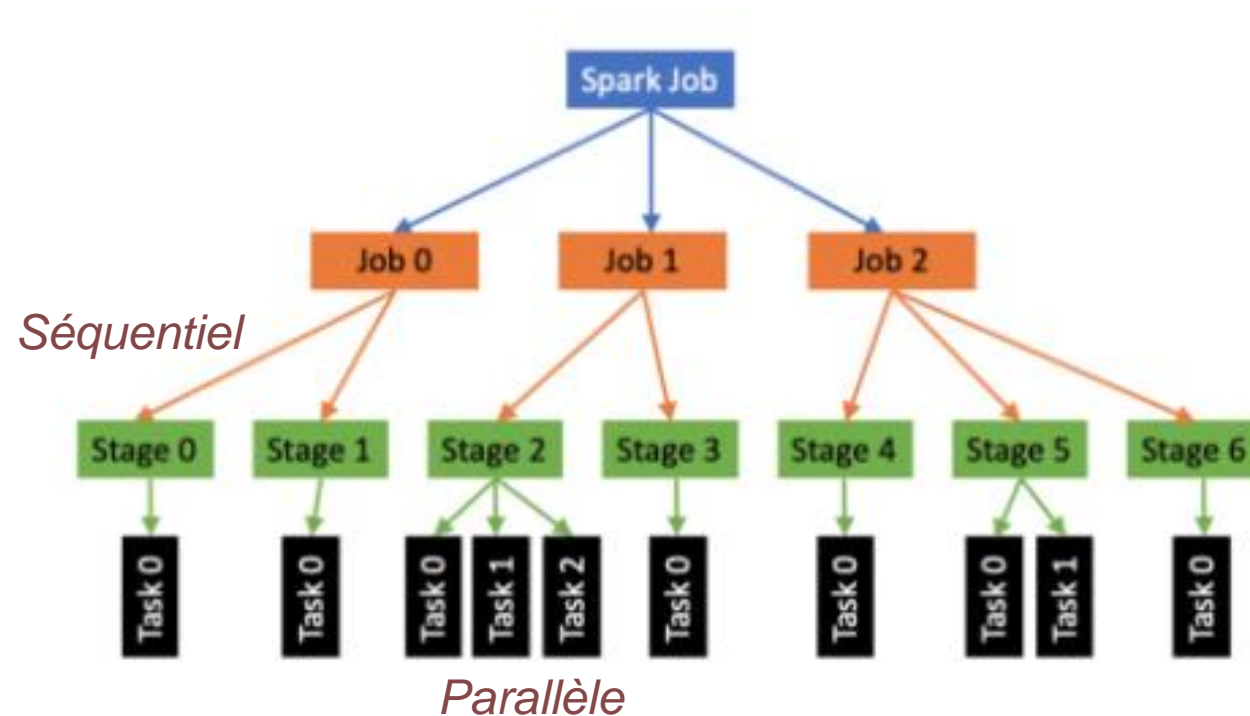 Spark Job
Job 0
Job 1
Job 2
Séquentiel
Stage 0
Stage 1
Stage 2
Stage 3
Stage 4
Stage 5
Stage 6
Task 0
Task 0
Task 0
Task 1
Task 2
Task 0
Task 0
Task 0
Task 1
Task 0
Parallèle